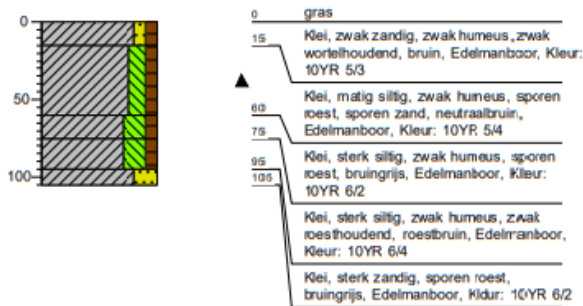 0
50
100
0
gras
15
Klei, zwak zandig, zwak humeus, zwak
wortelhoudend, bruin, Edelmanboor, Kleur:
10YR 5/3
60
Klei, matig siltig, zwak humeus, sporen
roest, sporen zand, neutraalbruin,
Edelmanboor, Kleur: 10YR 5/4
75
Klei, sterk siltig, zwak humeus, sporen
roest, bruingrijs, Edelmanboor, Kleur:
10YR 6/2
95
Klei, sterk siltig, zwak humeus, zwak
roesthoudend, roestbruin, Edelmanboor,
Kleur: 10YR 6/4
105
Klei, sterk zandig, sporen roest,
bruingrijs, Edelmanboor, Kleur: 10YR 6/2